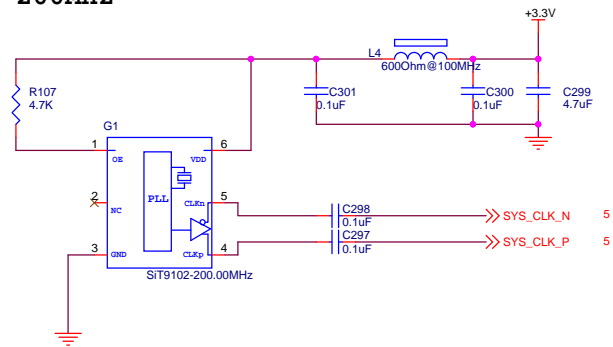 200MHz
+3.3V
L4
600Ohm@100MHz
R107
4.7K
C301
0.1uF
C300
0.1uF
C299
4.7uF
G1
1
OE
VDD
6
PLL
2
NC
CLKn
5
C298
0.1uF
SYS_CLK_N
5
C297
0.1uF
SYS_CLK_P
5
3
GND
CLKp
4
SiT9102-200.00MHz